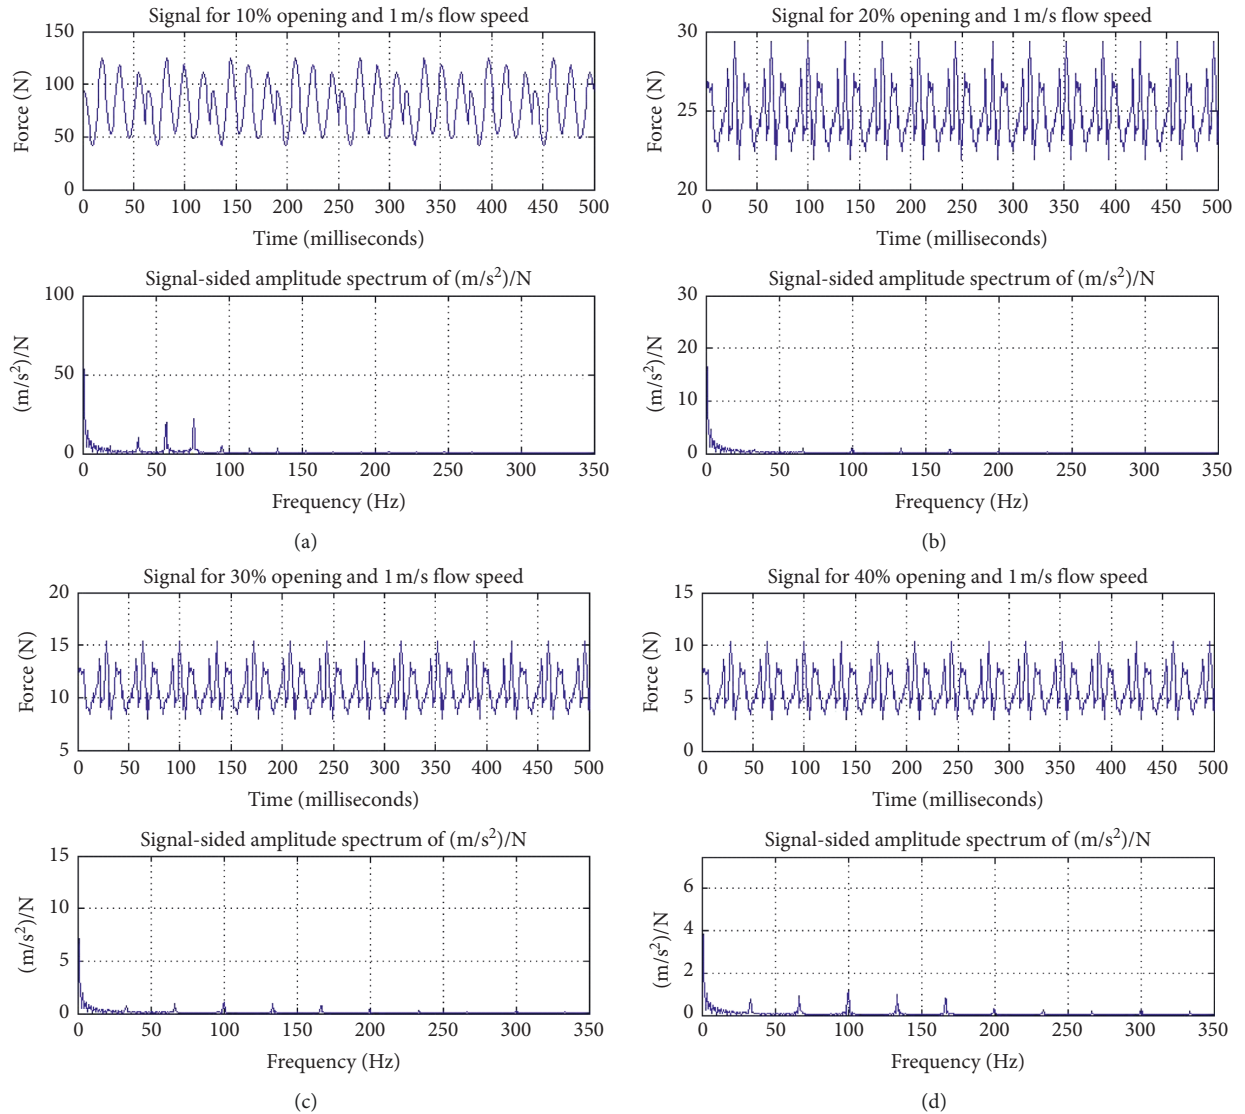 Signal for 10% opening and 1 m/s flow speed
150
100
50
0
Force (N)
0 50 100 150 200 250 300 350 400 450 500
Time (milliseconds)
Signal-sided amplitude spectrum of (m/s²)/N
100
50
0
(m/s²)/N
0 50 100 150 200 250 300 350
Frequency (Hz)
(a)
Signal for 20% opening and 1 m/s flow speed
30
25
20
Force (N)
0 50 100 150 200 250 300 350 400 450 500
Time (milliseconds)
Signal-sided amplitude spectrum of (m/s²)/N
30
20
10
0
(m/s²)/N
0 50 100 150 200 250 300 350
Frequency (Hz)
(b)
Signal for 30% opening and 1 m/s flow speed
20
15
10
5
Force (N)
0 50 100 150 200 250 300 350 400 450 500
Time (milliseconds)
Signal-sided amplitude spectrum of (m/s²)/N
15
10
5
0
(m/s²)/N
0 50 100 150 200 250 300 350
Frequency (Hz)
(c)
Signal for 40% opening and 1 m/s flow speed
15
10
5
0
Force (N)
0 50 100 150 200 250 300 350 400 450 500
Time (milliseconds)
Signal-sided amplitude spectrum of (m/s²)/N
6
4
2
0
(m/s²)/N
0 50 100 150 200 250 300 350
Frequency (Hz)
(d)